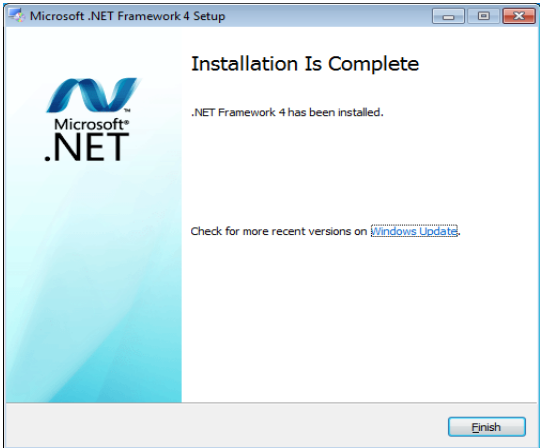 Microsoft .NET Framework 4 Setup
Installation Is Complete
Microsoft®
.NET™
.NET Framework 4 has been installed.
Check for more recent versions on Windows Update.
Finish